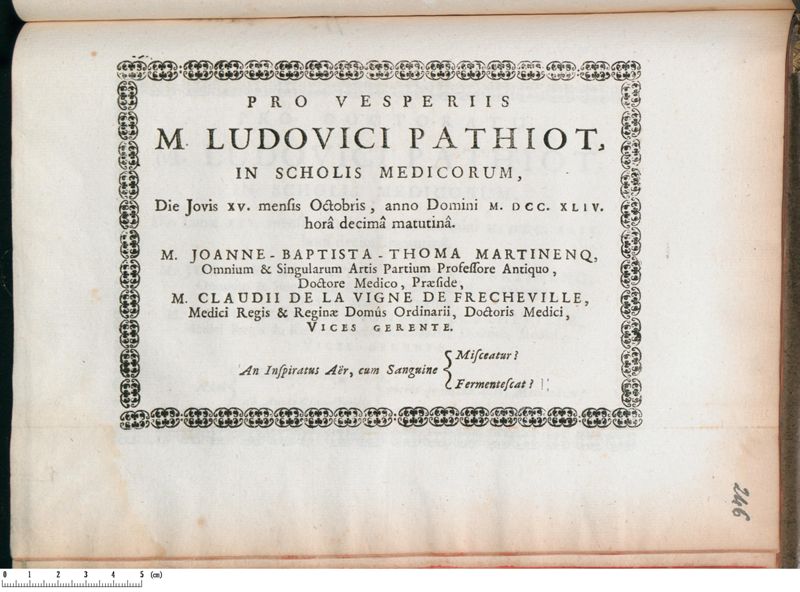 PRO VESPERIIS
M. LUDOVICI PATHIOT,
IN SCHOLIS MEDICORUM,
Die Jovis XV. mensis Octobris, anno Domini M. DCC. XLIV.
horâ decimâ matutinâ.
M. JOANNE-BAPTISTA-THOMA MARTINENQ,
Omnium & Singularum Artis Partium Professore Antiquo,
Doctore Medico, Præside,
M. CLAUDII DE LA VIGNE DE FRECHEVILLE,
Medici Regis & Reginæ Domûs Ordinarii, Doctoris Medici,
VICES GERENTE.
An Inspiratus Aër, cum Sanguine { Misceatur?
Fermentescat?
246
0 1 2 3 4 5 (cm)